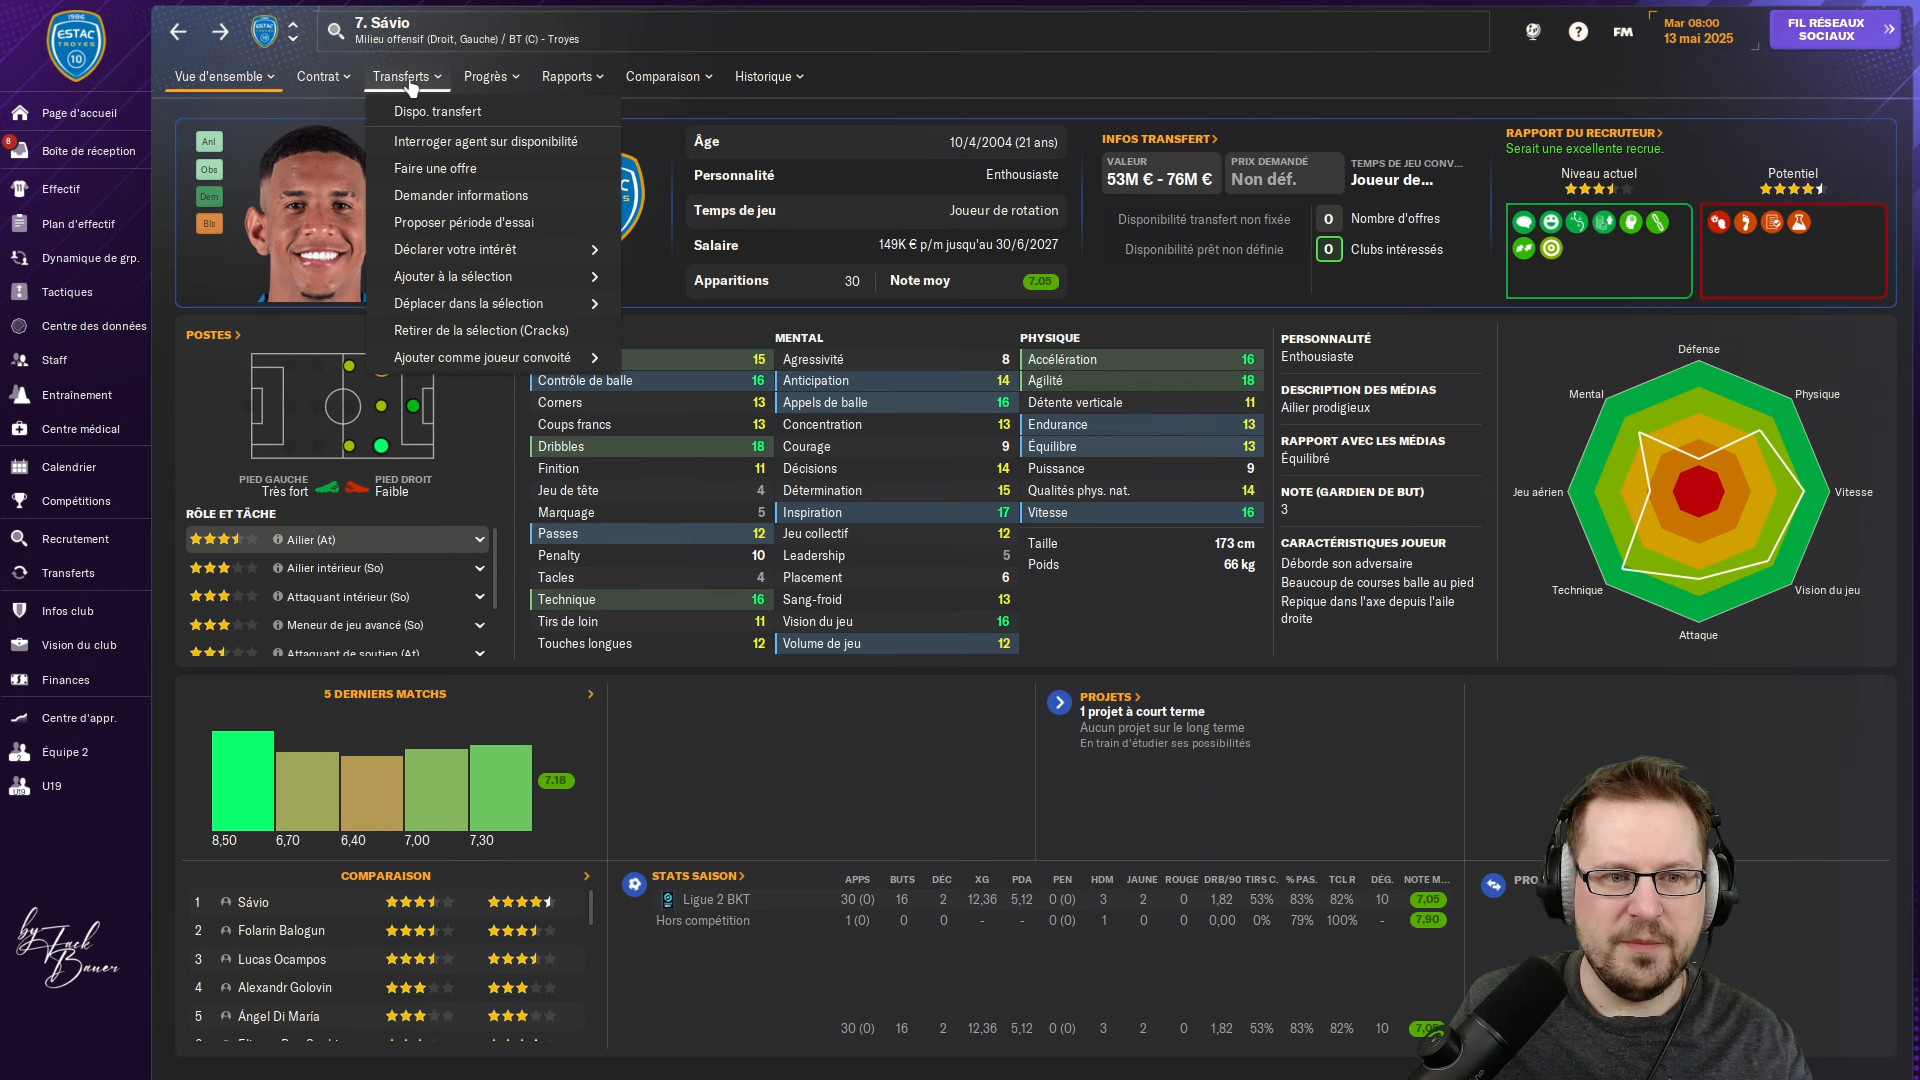 1986
ESTAC
TROYES
10
7. Sávio
Milieu offensif (Droit, Gauche) / BT (C) - Troyes
?
FM
Mar 08:00
13 mai 2025
FIL RÉSEAUX
SOCIAUX
Vue d'ensemble
Contrat
Transferts
Progrès
Rapports
Comparaison
Historique
Page d'accueil
8
Boîte de réception
Effectif
Plan d'effectif
Dynamique de grp.
Tactiques
Centre des données
Staff
Entraînement
Centre médical
Calendrier
Compétitions
Recrutement
Transferts
Infos club
Vision du club
Finances
Centre d'appr.
Équipe 2
U19
by Jack
Bauer
Dispo. transfert
Interroger agent sur disponibilité
Faire une offre
Demander informations
Proposer période d'essai
Déclarer votre intérêt
Ajouter à la sélection
Déplacer dans la sélection
Retirer de la sélection (Cracks)
Ajouter comme joueur convoité
Anl
Obs
Dem
Bls
Âge 10/4/2004 (21 ans)
Personnalité Enthousiaste
Temps de jeu Joueur de rotation
Salaire 149K € p/m jusqu'au 30/6/2027
Apparitions 30 Note moy 7.05
INFOS TRANSFERT
VALEUR
53M € - 76M €
PRIX DEMANDÉ
Non déf.
TEMPS DE JEU CONV...
Joueur de...
Disponibilité transfert non fixée
0 Nombre d'offres
Disponibilité prêt non définie
0 Clubs intéressés
RAPPORT DU RECRUTEUR
Serait une excellente recrue.
Niveau actuel
Potentiel
POSTES
PIED GAUCHE
Très fort
PIED DROIT
Faible
RÔLE ET TÂCHE
Ailier (At)
Ailier intérieur (So)
Attaquant intérieur (So)
Meneur de jeu avancé (So)
Attaquant de soutien (At)
15
Contrôle de balle 16
Corners 13
Coups francs 13
Dribbles 18
Finition 11
Jeu de tête 4
Marquage 5
Passes 12
Penalty 10
Tacles 4
Technique 16
Tirs de loin 11
Touches longues 12
MENTAL
Agressivité 8
Anticipation 14
Appels de balle 16
Concentration 13
Courage 9
Décisions 14
Détermination 15
Inspiration 17
Jeu collectif 12
Leadership 5
Placement 6
Sang-froid 13
Vision du jeu 16
Volume de jeu 12
PHYSIQUE
Accélération 16
Agilité 18
Détente verticale 11
Endurance 13
Équilibre 13
Puissance 9
Qualités phys. nat. 14
Vitesse 16
Taille 173 cm
Poids 66 kg
PERSONNALITÉ
Enthousiaste
DESCRIPTION DES MÉDIAS
Ailier prodigieux
RAPPORT AVEC LES MÉDIAS
Équilibré
NOTE (GARDIEN DE BUT)
3
CARACTÉRISTIQUES JOUEUR
Déborde son adversaire
Beaucoup de courses balle au pied
Repique dans l'axe depuis l'aile
droite
Défense
Mental
Physique
Jeu aérien
Vitesse
Technique
Vision du jeu
Attaque
5 DERNIERS MATCHS
7.18
8,50 6,70 6,40 7,00 7,30
PROJETS
1 projet à court terme
Aucun projet sur le long terme
En train d'étudier ses possibilités
COMPARAISON
1 Sávio
2 Folarin Balogun
3 Lucas Ocampos
4 Alexandr Golovin
5 Ángel Di María
STATS SAISON APPS BUTS DÉC XG PDA PEN HDM JAUNE ROUGE DRB/90 TIRS C. % PAS. TCL R DÉG. NOTE M...
Ligue 2 BKT 30 (0) 16 2 12,36 5,12 0 (0) 3 2 0 1,82 53% 83% 82% 10 7,05
Hors compétition 1 (0) 0 0 - - 0 (0) 1 0 0 0,00 0% 79% 100% - 7,90
30 (0) 16 2 12,36 5,12 0 (0) 3 2 0 1,82 53% 83% 82% 10
PRO